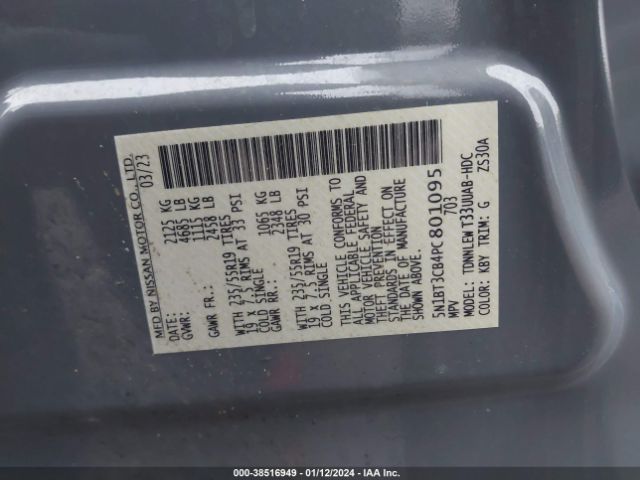 MFD BY NISSAN MOTOR CO., LTD.
DATE: 03/23
GVWR: 2125 KG
4685 LB
GAWR FR: 1115 KG
2458 LB
WITH 235/55R19 TIRES
19 X 7.5 RIMS AT 33 PSI
COLD SINGLE
GAWR RR: 1065 KG
2348 LB
WITH 235/55R19 TIRES
19 X 7.5 RIMS AT 30 PSI
COLD SINGLE
THIS VEHICLE CONFORMS TO
ALL APPLICABLE FEDERAL
MOTOR VEHICLE SAFETY AND
THEFT PREVENTION
STANDARDS IN EFFECT ON
THE DATE OF MANUFACTURE
SHOWN ABOVE.
5N1BT3CB4PC801095
MPV 703
MODEL: TDNNLEW T33UUAB-HDC
COLOR: KBY TRIM: G ZS30A
000-38516949 - 01/12/2024 - IAAI.com